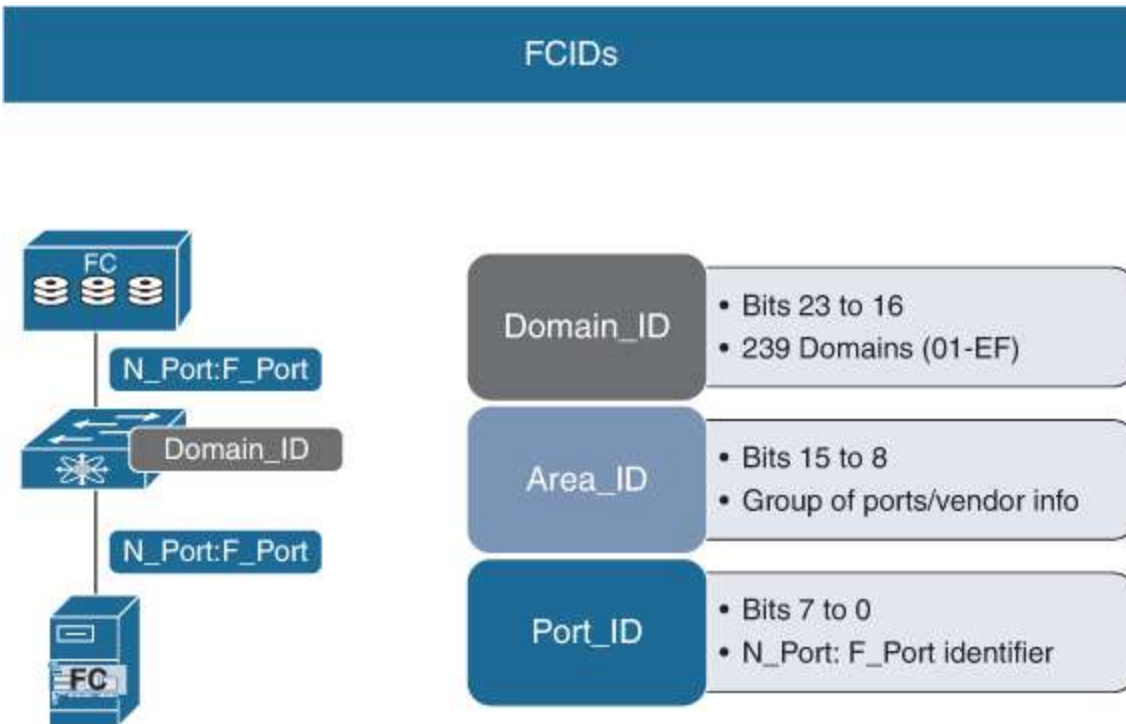 FCIDs
FC
N_Port:F_Port
Domain_ID
N_Port:F_Port
FC
Domain_ID
• Bits 23 to 16
• 239 Domains (01-EF)
Area_ID
• Bits 15 to 8
• Group of ports/vendor info
Port_ID
• Bits 7 to 0
• N_Port: F_Port identifier